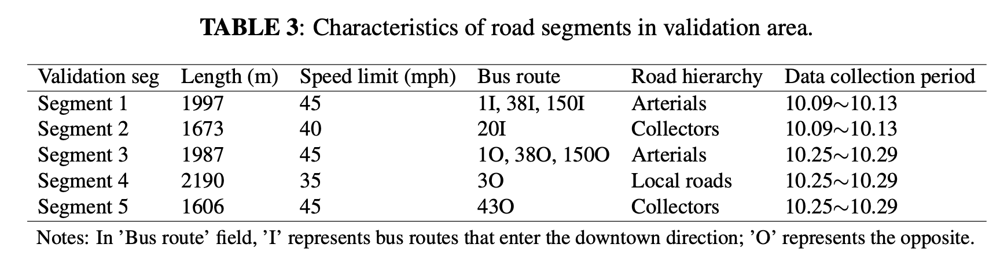 TABLE 3: Characteristics of road segments in validation area.
Validation seg Length (m) Speed limit (mph) Bus route Road hierarchy Data collection period
Segment 1 1997 45 1I, 38I, 150I Arterials 10.09∼10.13
Segment 2 1673 40 20I Collectors 10.09∼10.13
Segment 3 1987 45 1O, 38O, 150O Arterials 10.25∼10.29
Segment 4 2190 35 3O Local roads 10.25∼10.29
Segment 5 1606 45 43O Collectors 10.25∼10.29
Notes: In ’Bus route’ field, ’I’ represents bus routes that enter the downtown direction; ’O’ represents the opposite.